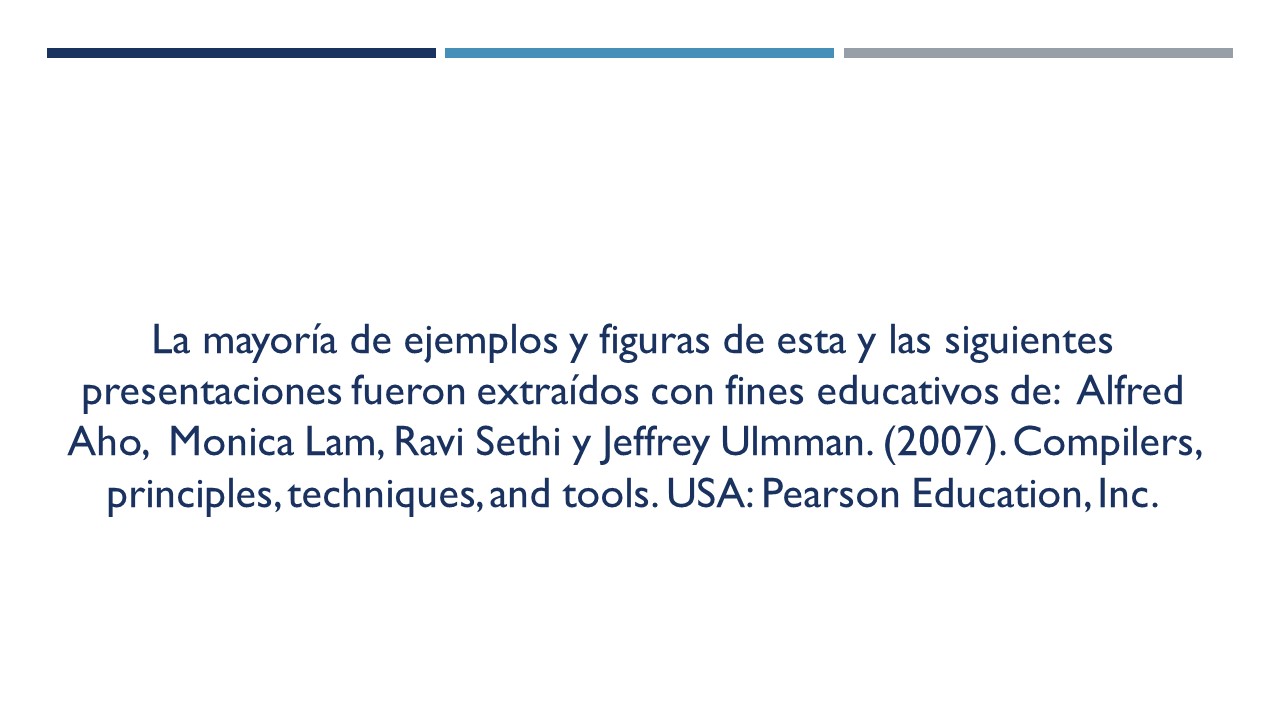 La mayoría de ejemplos y figuras de esta y las siguientes
presentaciones fueron extraídos con fines educativos de: Alfred
Aho, Monica Lam, Ravi Sethi y Jeffrey Ulmman. (2007). Compilers,
principles, techniques, and tools. USA: Pearson Education, Inc.